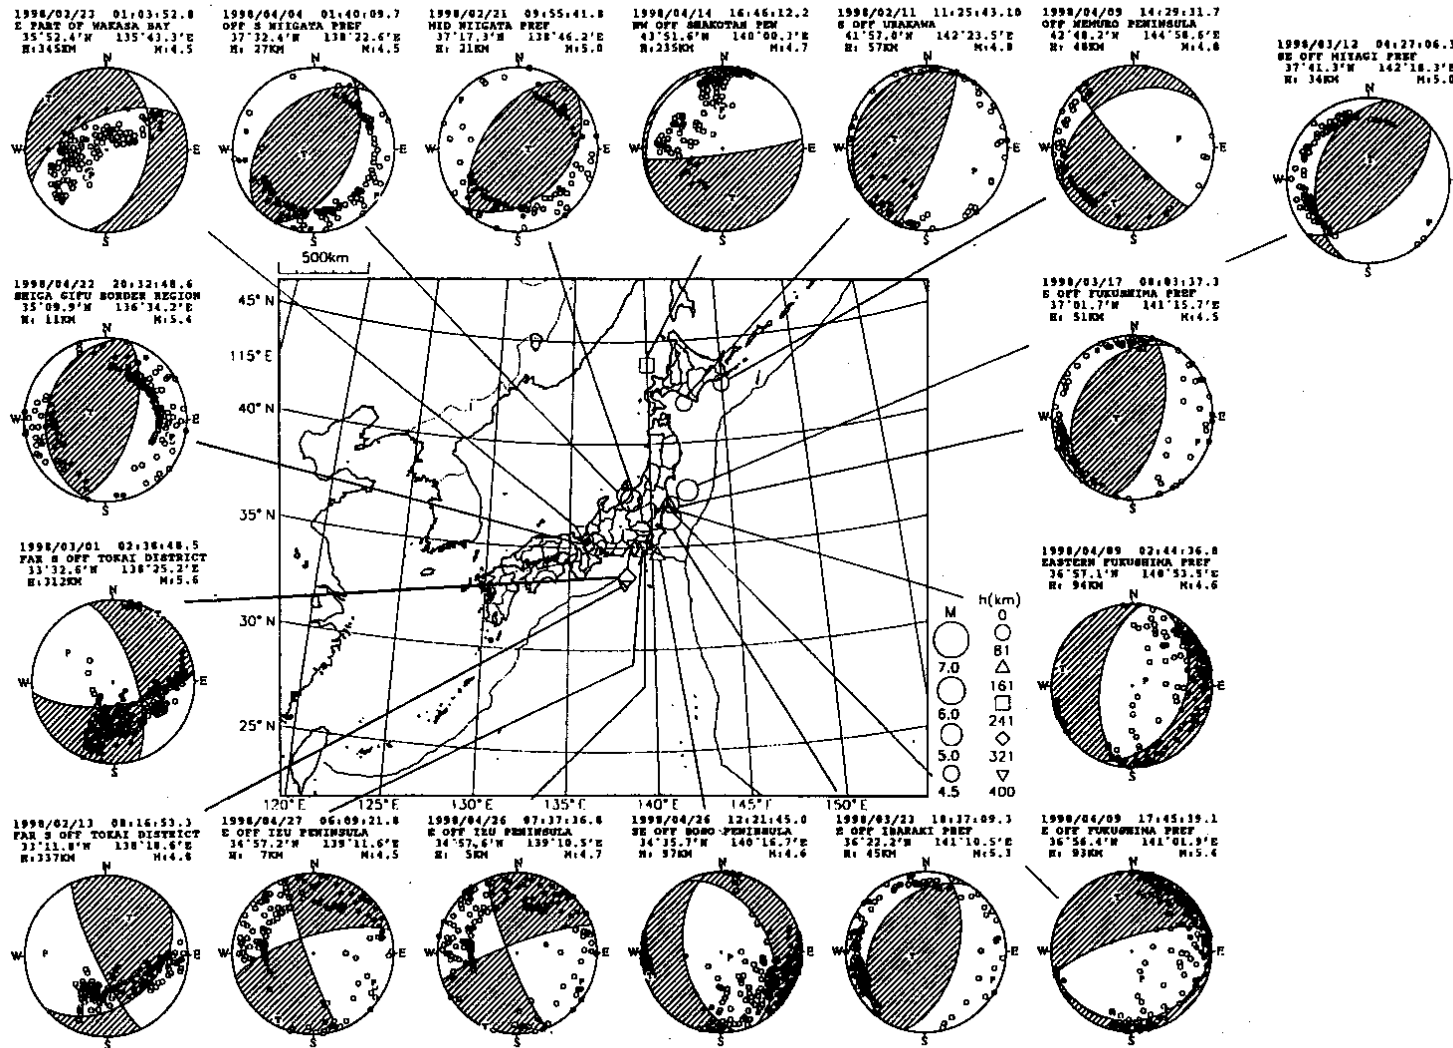 1998/02/23 01:03:52.8
E PART OF WAKASA BAY
35°52.4'N 135°43.3'E
H:345KM M:4.5
N
W
E
S
1998/04/04 01:40:09.7
OFF S NIIGATA PREF
37°32.4'N 138°22.6'E
H: 27KM M:4.5
N
W
T
E
S
1998/02/21 09:55:41.8
MID NIIGATA PREF
37°17.3'N 138°46.2'E
H: 21KM M:5.0
N
P
W
T
E
S
1998/04/14 16:46:12.2
NW OFF SHAKOTAN PEN
43°51.6'N
H:235KM M:4.7
N
W
E
T
S
1998/02/11 11:25:43.10
S OFF URAKAWA
41°57.0'N 142°23.5'E
H: 57KM M:4.8
N
W
E
T
P
S
1998/04/09 14:29:31.7
OFF NEMURO PENINSULA
42°48.2'N 144°58.6'E
H: 48KM M:4.8
N
P
W
E
T
S
1998/03/12 04:27:06.3
SE OFF MIYAGI PREF
37°41.3'N 142°18.3'E
H: 34KM M:5.0
N
W
P
S
1998/04/22 20:32:48.6
SHIGA GIFU BORDER REGION
35°09.9'N 136°34.2'E
H: 11KM M:5.4
N
W
T
E
P
S
1998/03/17 08:03:37.3
E OFF FUKUSHIMA PREF
37°01.7'N 141°15.7'E
H: 51KM M:4.5
N
W
T
E
P
S
1998/03/01 02:38:48.5
FAR S OFF TOKAI DISTRICT
33°32.6'N 138°25.2'E
H:312KM M:5.6
N
T
P
W
E
S
1998/04/09 02:44:36.8
EASTERN FUKUSHIMA PREF
36°57.1'N 140°53.5'E
H: 94KM M:4.6
N
T
W
P
E
S
500km
45° N
115° E
40° N
35° N
30° N
25° N
120° E
125° E
130° E
135° E
140° E
145° E
150° E
M
7.0
6.0
5.0
4.5
h(km)
0
81
161
241
321
400
1998/02/13 08:16:53.3
FAR S OFF TOKAI DISTRICT
33°11.8'N 138°18.6'E
H:337KM M:4.8
N
T
W
P
E
S
1998/04/27 06:09:21.8
E OFF IZU PENINSULA
34°57.2'N 139°11.6'E
H: 7KM M:4.5
N
W
E
P
T
S
1998/04/26 07:37:36.8
E OFF IZU PENINSULA
34°57.6'N 139°10.5'E
H: 5KM M:4.7
N
W
E
P
T
S
1998/04/26 12:21:45.0
SE OFF BOSO PENINSULA
34°35.7'N 140°16.7'E
H: 97KM M:4.6
N
W
P
E
S
1998/03/23 18:37:09.3
E OFF IBARAKI PREF
36°22.2'N 141°10.5'E
H: 45KM M:5.3
N
W
T
E
P
S
1998/04/09 17:45:39.1
E OFF FUKUSHIMA PREF
36°56.4'N 141°01.9'E
H: 93KM M:5.4
N
T
W
E
P
S